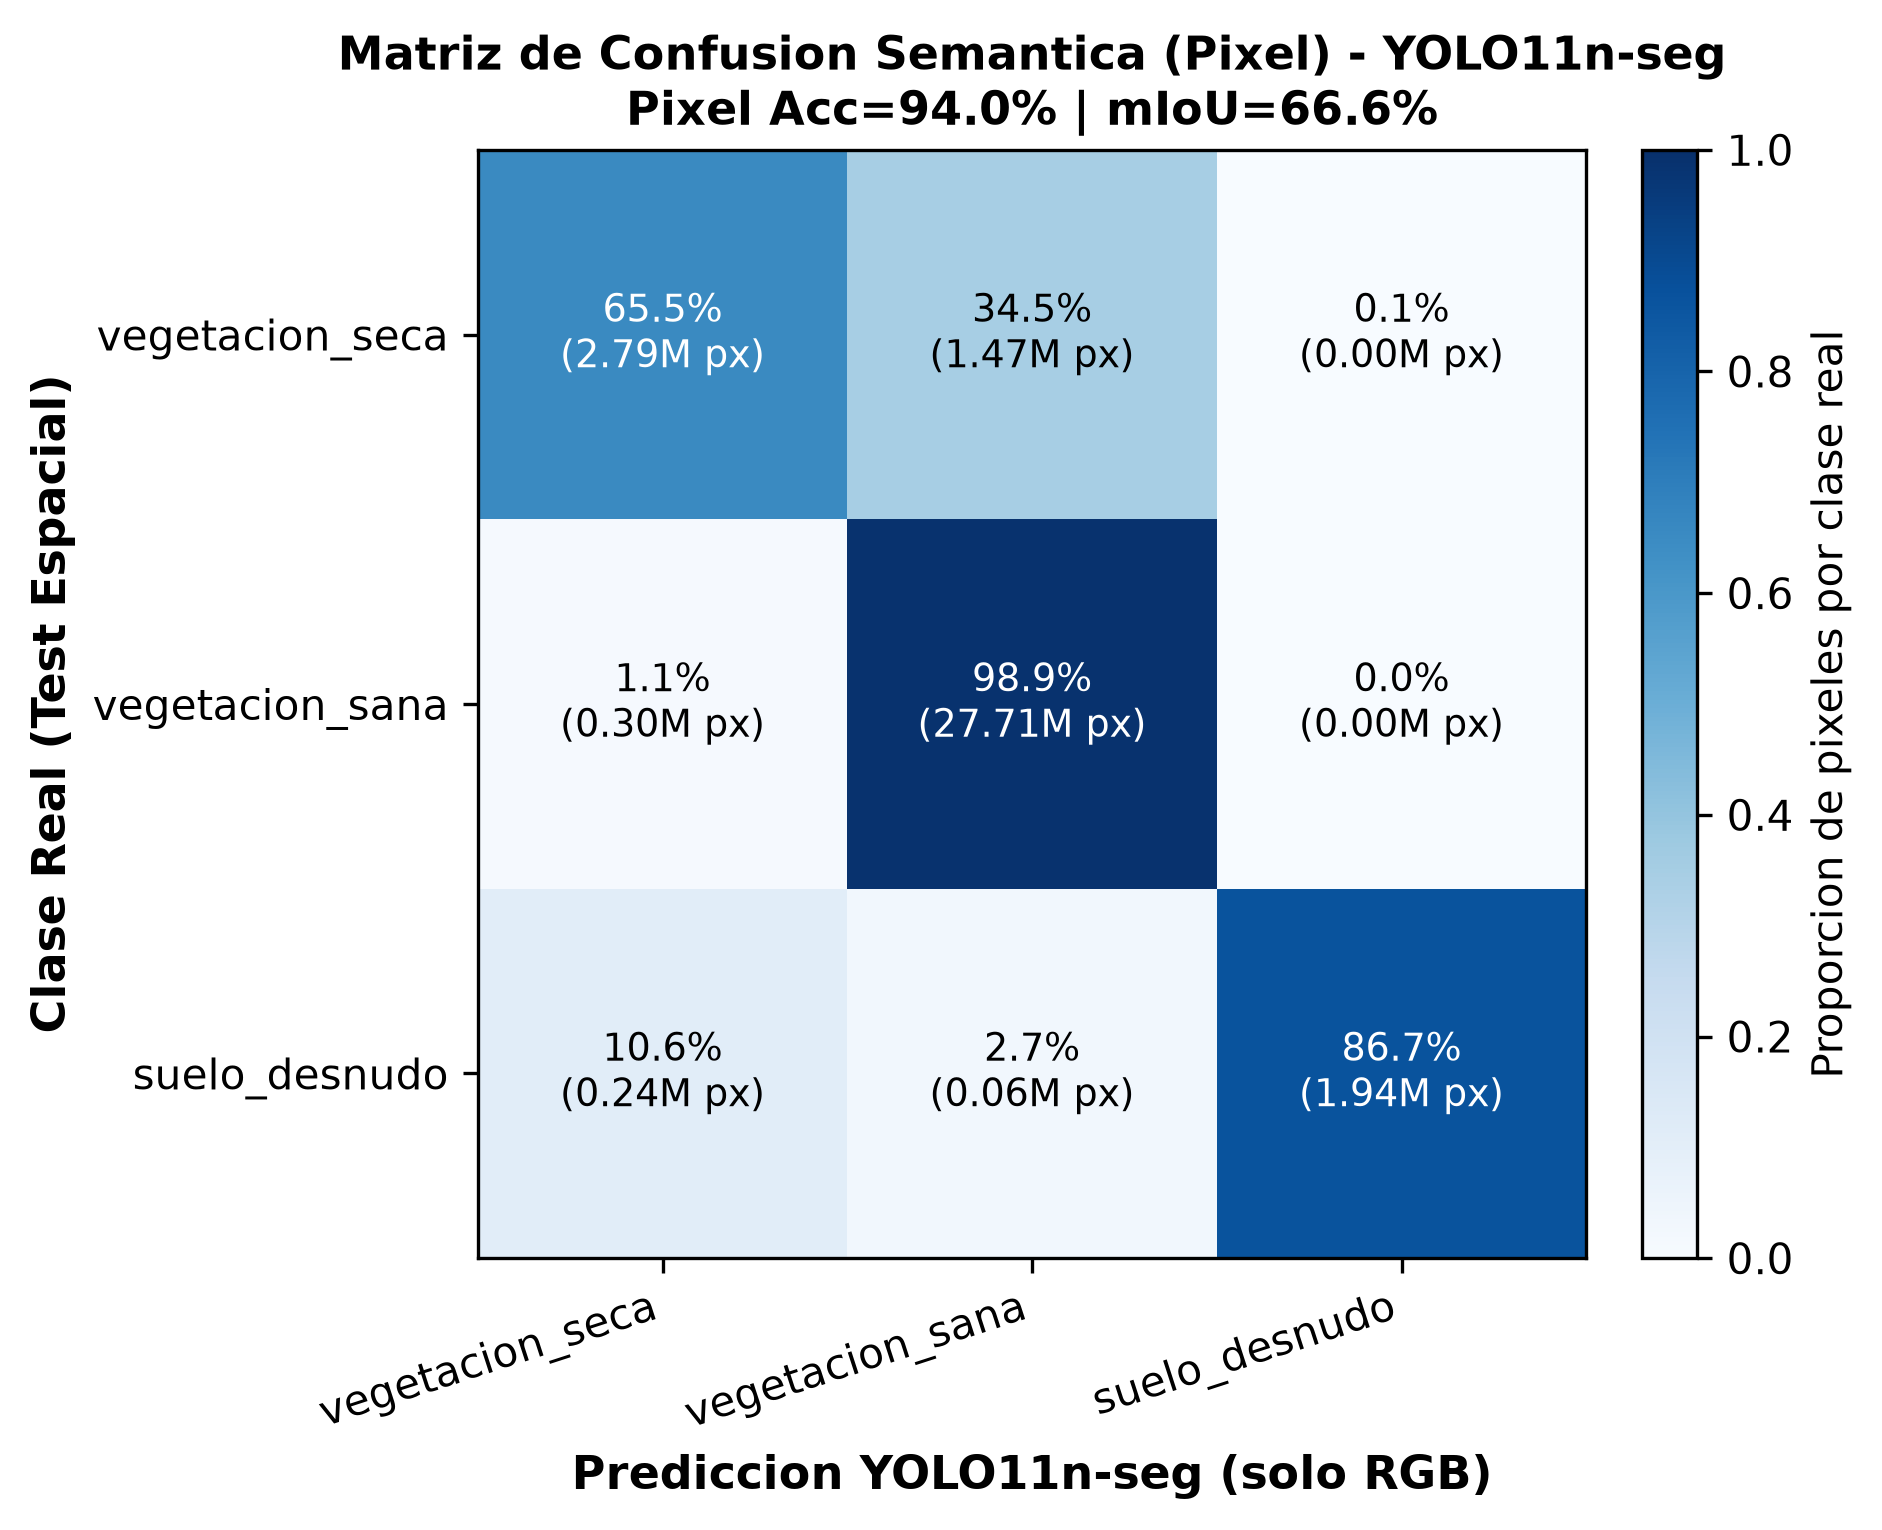 Matriz de Confusion Semantica (Pixel) - YOLO11n-seg
Pixel Acc=94.0% | mIoU=66.6%
Clase Real (Test Espacial)
vegetacion_seca
65.5%
(2.79M px)
34.5%
(1.47M px)
0.1%
(0.00M px)
vegetacion_sana
1.1%
(0.30M px)
98.9%
(27.71M px)
0.0%
(0.00M px)
suelo_desnudo
10.6%
(0.24M px)
2.7%
(0.06M px)
86.7%
(1.94M px)
vegetacion_seca
vegetacion_sana
suelo_desnudo
Prediccion YOLO11n-seg (solo RGB)
1.0
0.8
0.6
0.4
0.2
0.0
Proporcion de pixeles por clase real